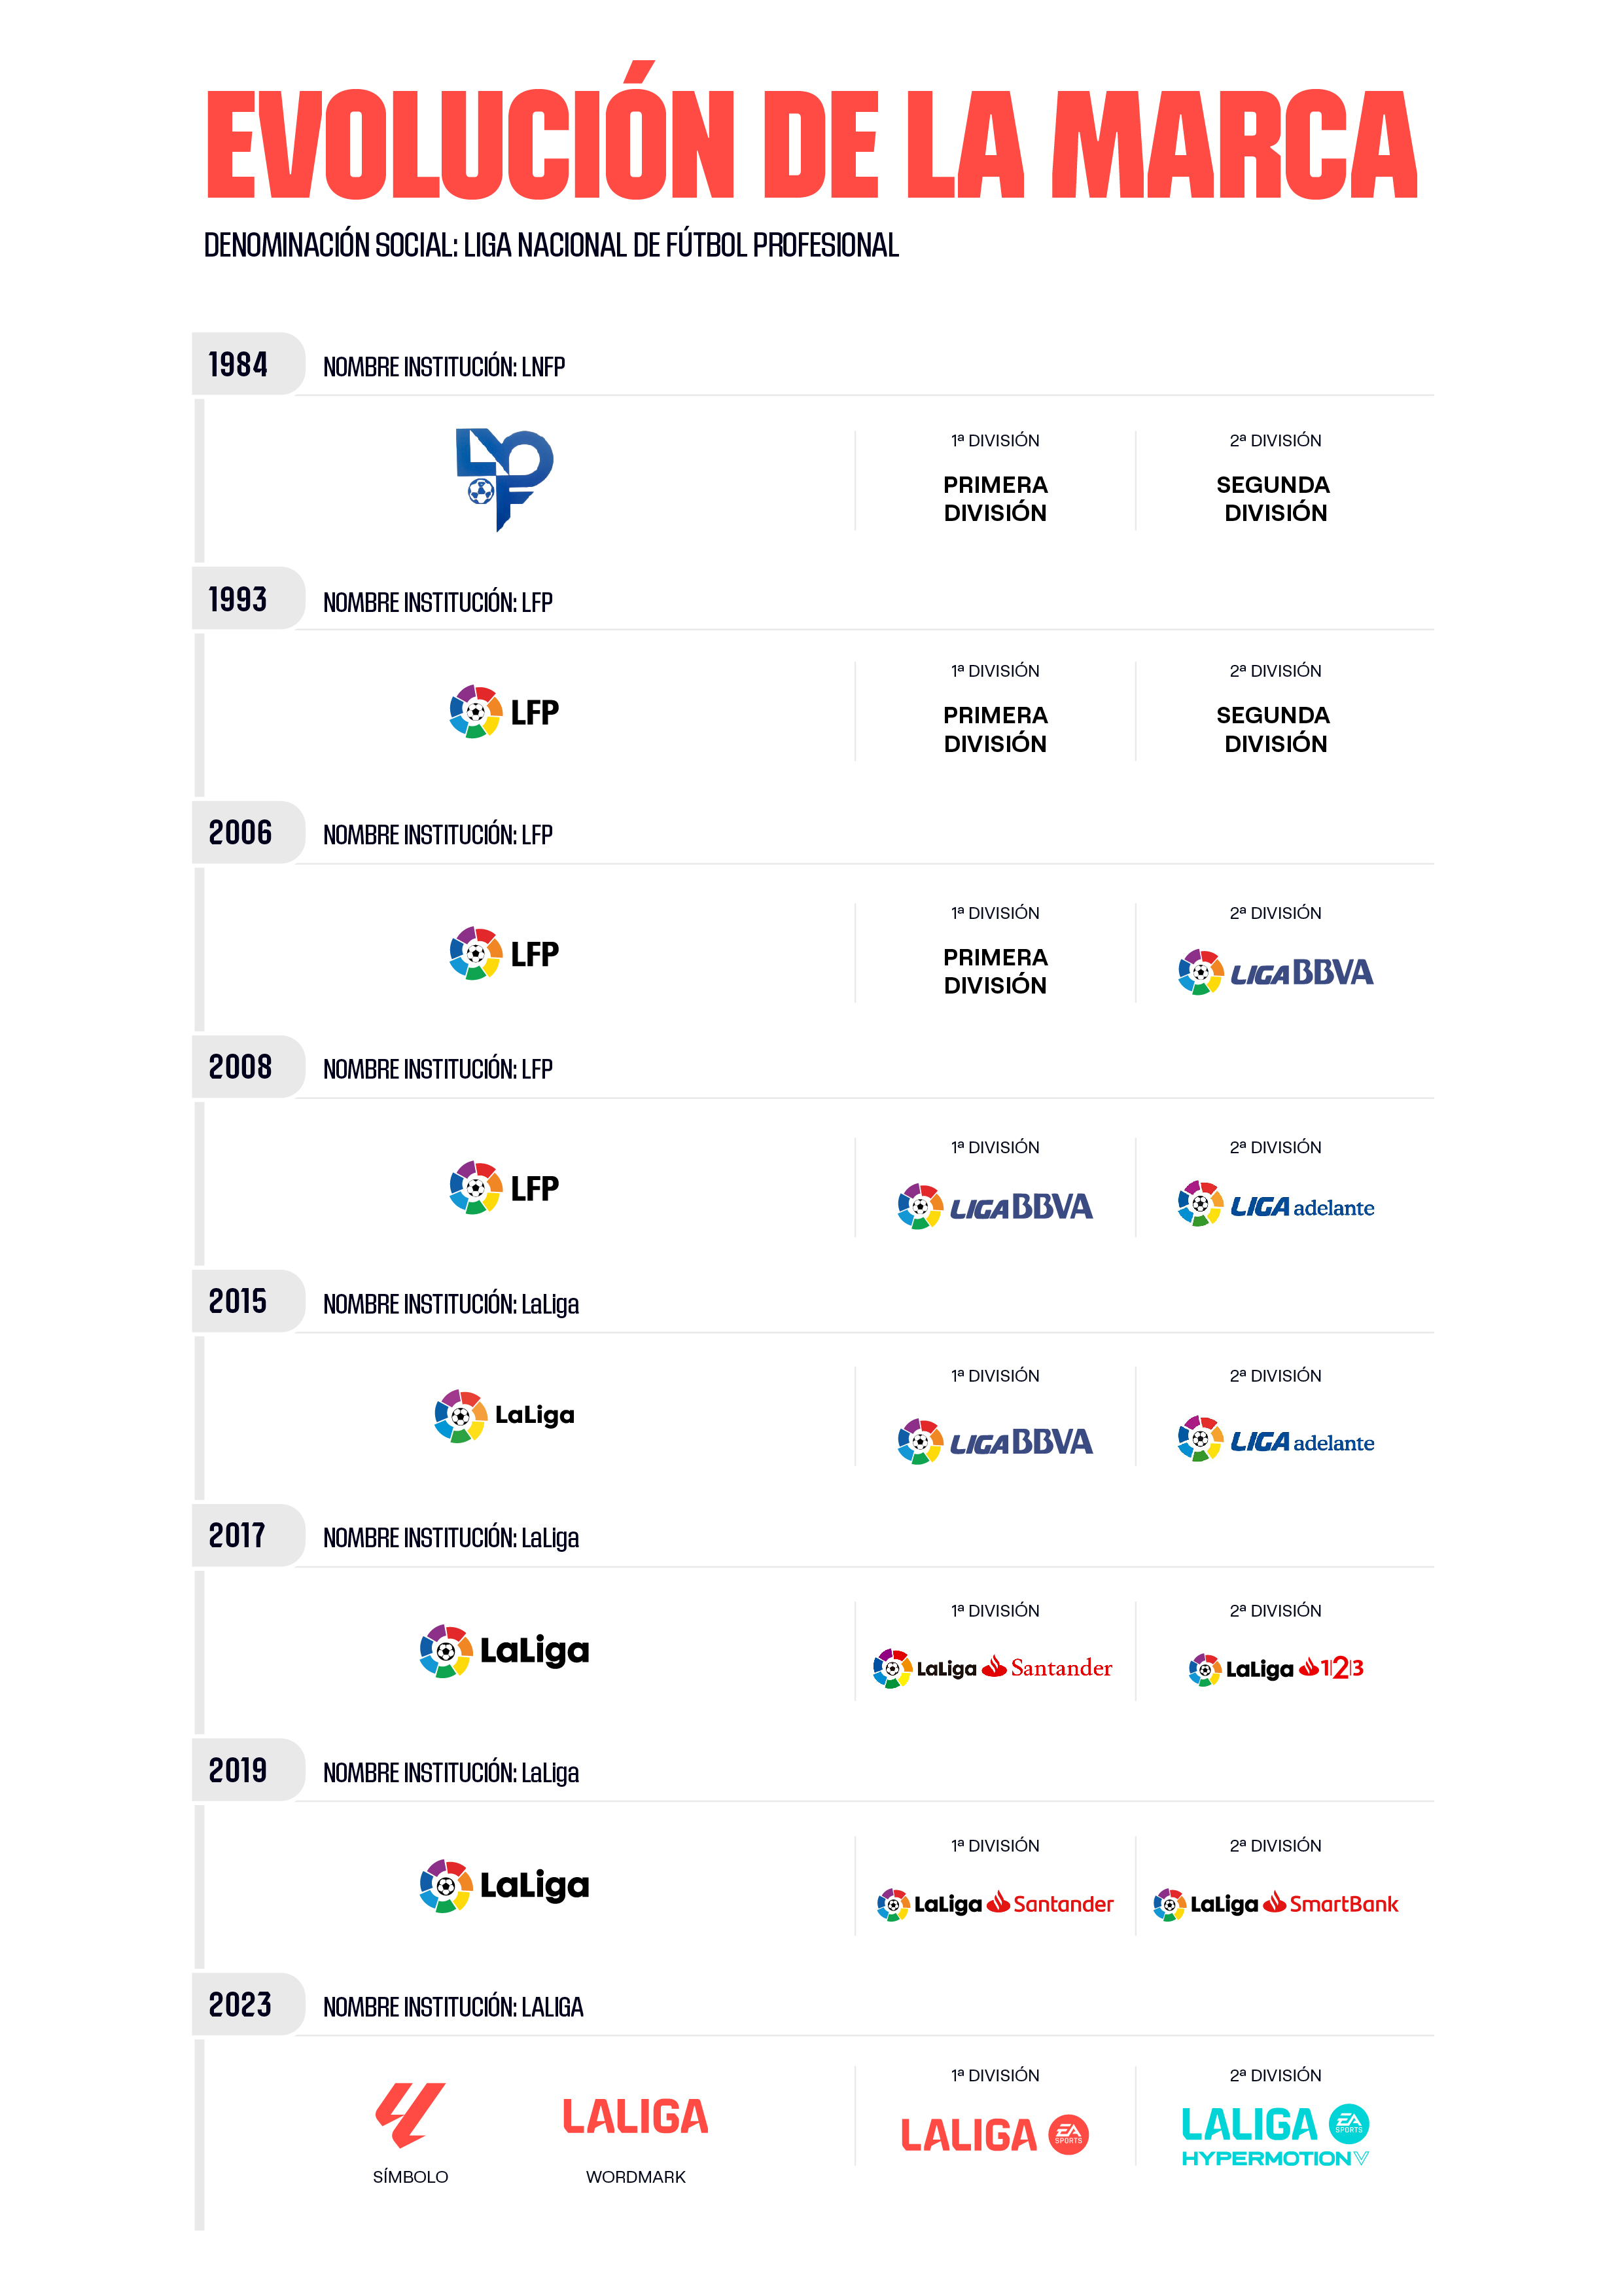 EVOLUCIÓN DE LA MARCA
DENOMINACIÓN SOCIAL: LIGA NACIONAL DE FÚTBOL PROFESIONAL
1984
NOMBRE INSTITUCIÓN: LNFP
1ª DIVISIÓN
PRIMERA
DIVISIÓN
2ª DIVISIÓN
SEGUNDA
DIVISIÓN
1993
NOMBRE INSTITUCIÓN: LFP
LFP
1ª DIVISIÓN
PRIMERA
DIVISIÓN
2ª DIVISIÓN
SEGUNDA
DIVISIÓN
2006
NOMBRE INSTITUCIÓN: LFP
LFP
1ª DIVISIÓN
PRIMERA
DIVISIÓN
2ª DIVISIÓN
LIGA BBVA
2008
NOMBRE INSTITUCIÓN: LFP
LFP
1ª DIVISIÓN
LIGA BBVA
2ª DIVISIÓN
LIGA adelante
2015
NOMBRE INSTITUCIÓN: LaLiga
LaLiga
1ª DIVISIÓN
LIGA BBVA
2ª DIVISIÓN
LIGA adelante
2017
NOMBRE INSTITUCIÓN: LaLiga
LaLiga
1ª DIVISIÓN
LaLiga Santander
2ª DIVISIÓN
LaLiga 1|2|3
2019
NOMBRE INSTITUCIÓN: LaLiga
LaLiga
1ª DIVISIÓN
LaLiga Santander
2ª DIVISIÓN
LaLiga SmartBank
2023
NOMBRE INSTITUCIÓN: LALIGA
SÍMBOLO
LALIGA
WORDMARK
1ª DIVISIÓN
LALIGA EA SPORTS
2ª DIVISIÓN
LALIGA EA SPORTS
HYPERMOTION V